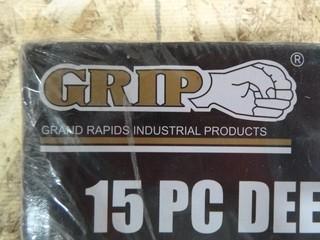 GRIP®
GRAND RAPIDS INDUSTRIAL PRODUCTS
15 PC DEE